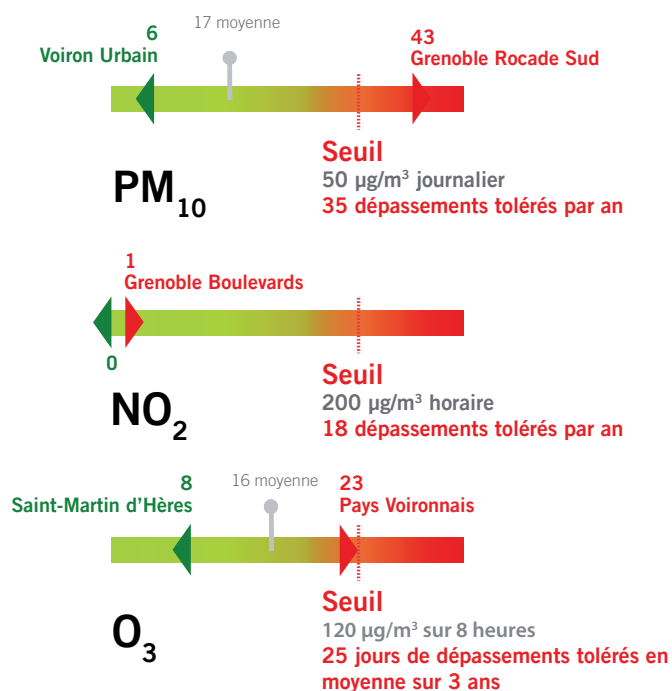 17 moyenne
6
Voiron Urbain
43
Grenoble Rocade Sud
PM10
Seuil
50 µg/m³ journalier
35 dépassements tolérés par an
1
Grenoble Boulevards
0
NO2
Seuil
200 µg/m³ horaire
18 dépassements tolérés par an
8
Saint-Martin d’Hères
16 moyenne
23
Pays Voironnais
O3
Seuil
120 µg/m³ sur 8 heures
25 jours de dépassements tolérés en
moyenne sur 3 ans